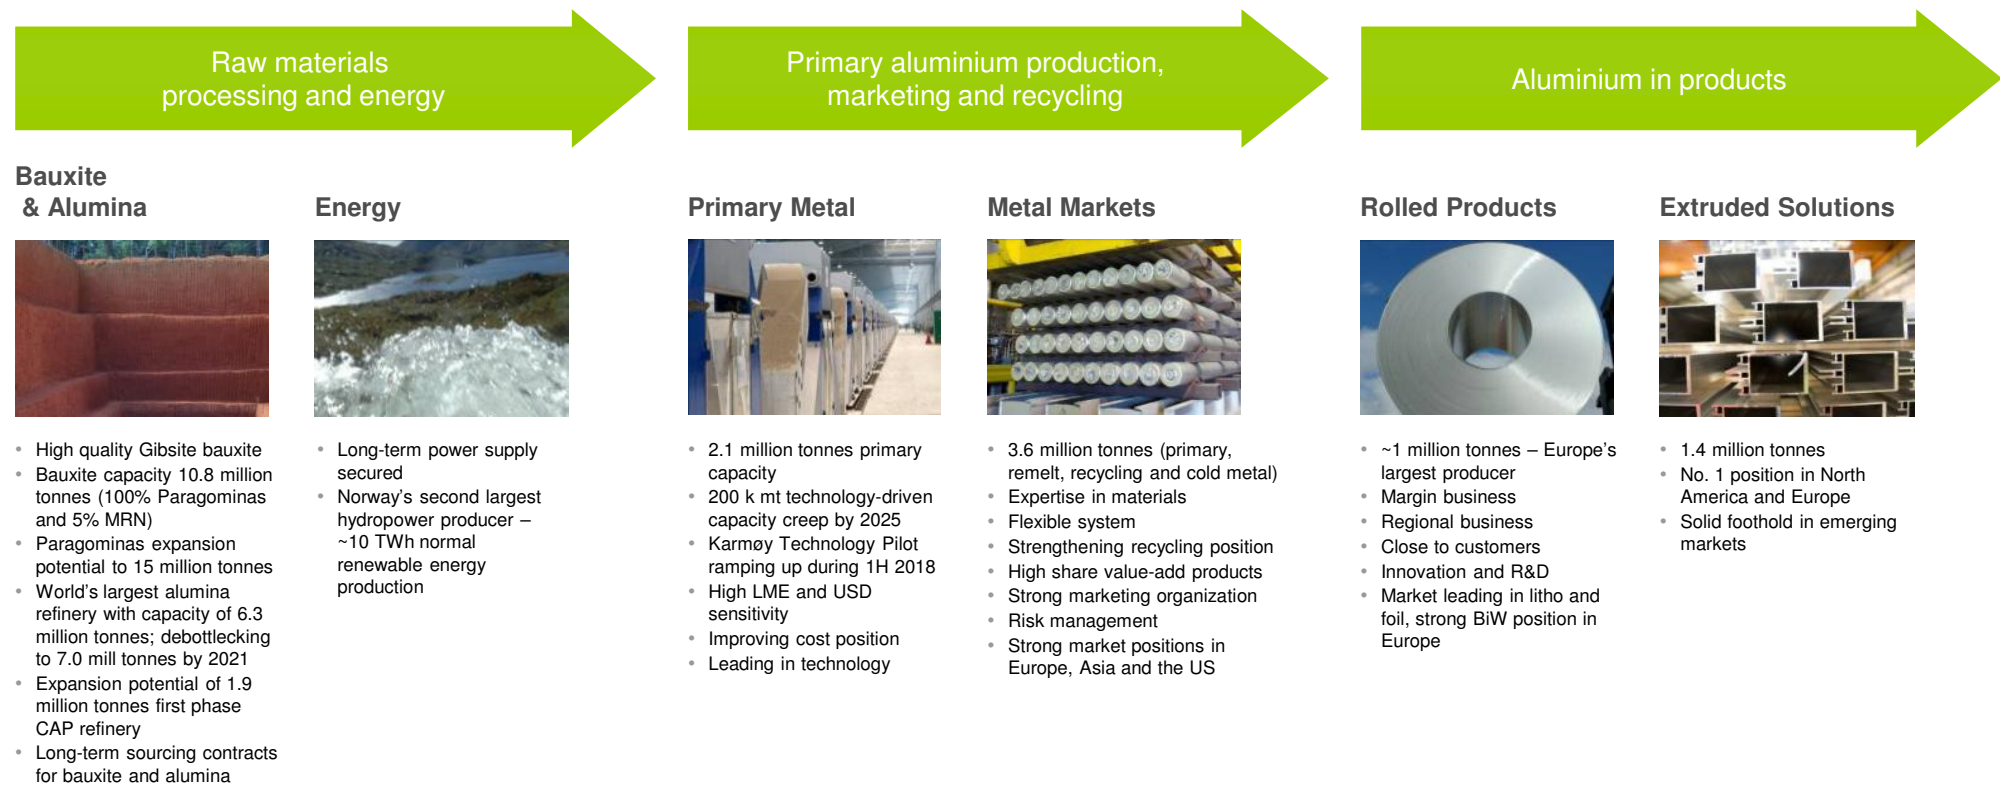 Raw materials
processing and energy
Primary aluminium production,
marketing and recycling
Aluminium in products
Bauxite
& Alumina
Energy
Primary Metal
Metal Markets
Rolled Products
Extruded Solutions
• High quality Gibsite bauxite
• Bauxite capacity 10.8 million
tonnes (100% Paragominas
and 5% MRN)
• Paragominas expansion
potential to 15 million tonnes
• World's largest alumina
refinery with capacity of 6.3
million tonnes; debottlecking
to 7.0 mill tonnes by 2021
• Expansion potential of 1.9
million tonnes first phase
CAP refinery
• Long-term sourcing contracts
for bauxite and alumina
• Long-term power supply
secured
• Norway's second largest
hydropower producer –
~10 TWh normal
renewable energy
production
• 2.1 million tonnes primary
capacity
• 200 k mt technology-driven
capacity creep by 2025
• Karmøy Technology Pilot
ramping up during 1H 2018
• High LME and USD
sensitivity
• Improving cost position
• Leading in technology
• 3.6 million tonnes (primary,
remelt, recycling and cold metal)
• Expertise in materials
• Flexible system
• Strengthening recycling position
• High share value-add products
• Strong marketing organization
• Risk management
• Strong market positions in
Europe, Asia and the US
• ~1 million tonnes – Europe's
largest producer
• Margin business
• Regional business
• Close to customers
• Innovation and R&D
• Market leading in litho and
foil, strong BiW position in
Europe
• 1.4 million tonnes
• No. 1 position in North
America and Europe
• Solid foothold in emerging
markets